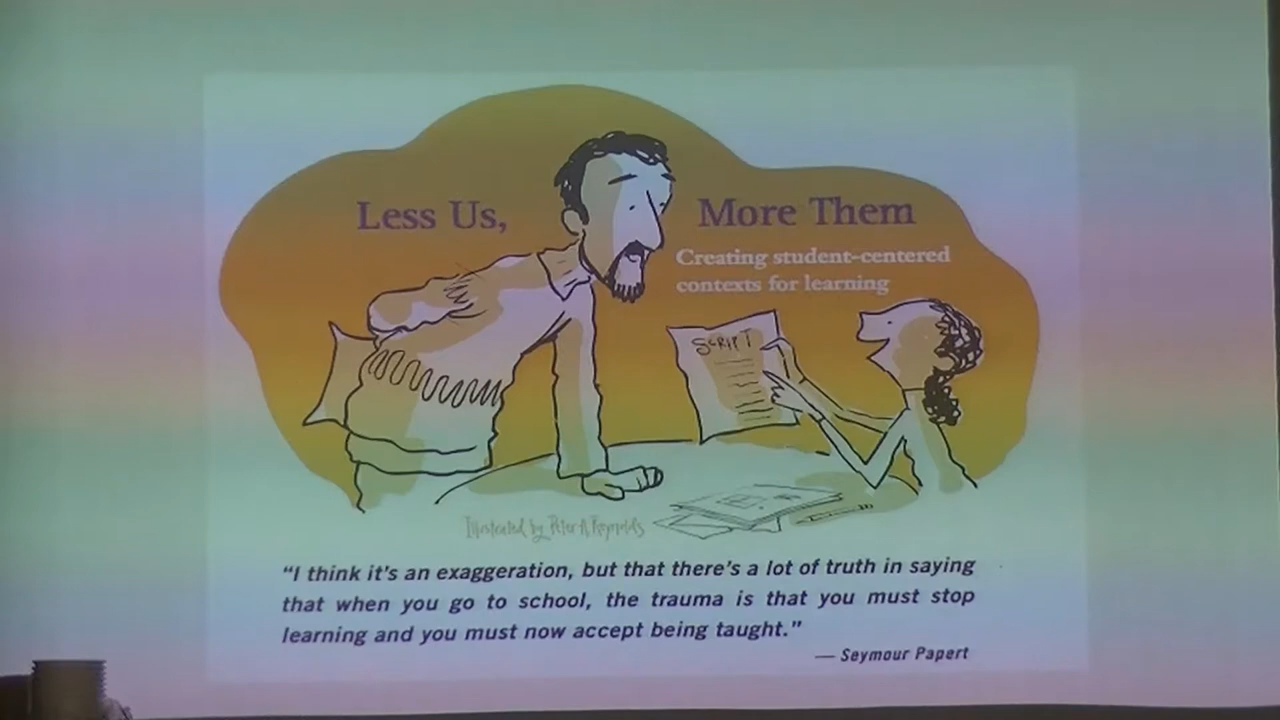 Less Us,
More Them
Creating student-centered
contexts for learning
SCRIPT
Illustrated by Peter H Reynolds
"I think it's an exaggeration, but that there's a lot of truth in saying
that when you go to school, the trauma is that you must stop
learning and you must now accept being taught."
— Seymour Papert